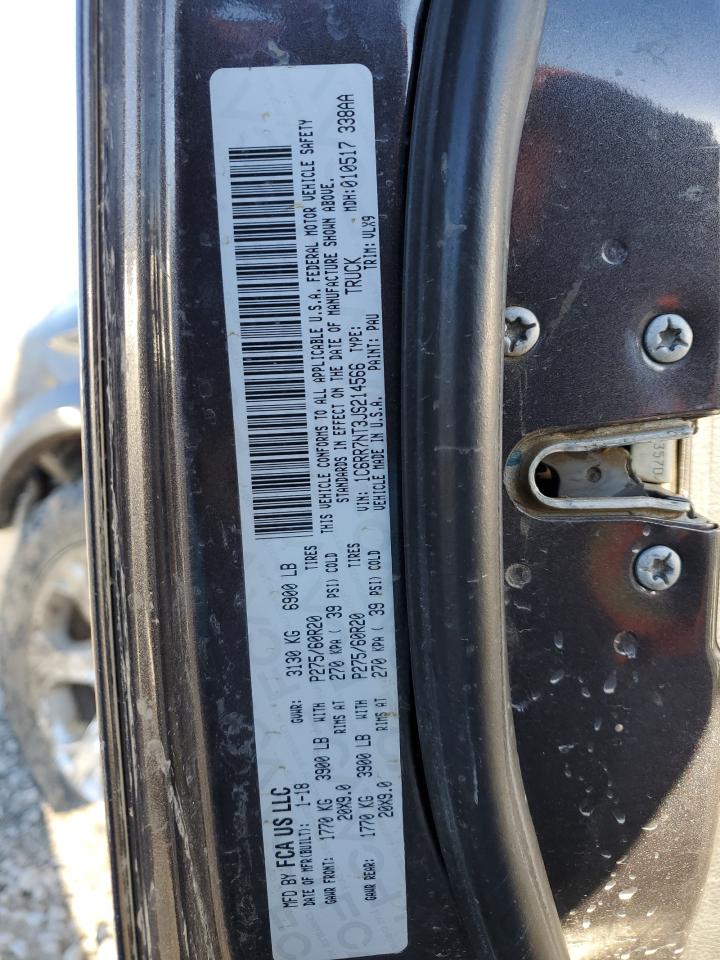 MFD BY FCA US LLC
DATE OF MFR(BUILT): 1-18 GVWR: 3130 KG 6900 LB
GAWR FRONT: 1770 KG 3900 LB WITH P275/60R20 TIRES
20X9.0 RIMS AT 270 KPA ( 39 PSI) COLD
GAWR REAR: 1770 KG 3900 LB WITH P275/60R20 TIRES
20X9.0 RIMS AT 270 KPA ( 39 PSI) COLD
THIS VEHICLE CONFORMS TO ALL APPLICABLE U.S.A. FEDERAL MOTOR VEHICLE SAFETY
STANDARDS IN EFFECT ON THE DATE OF MANUFACTURE SHOWN ABOVE.
VIN: 1C6RR7NT3JS214566 TYPE: TRUCK MDH:010517 338AA
VEHICLE MADE IN U.S.A. PAINT: PAU TRIM: VLX9